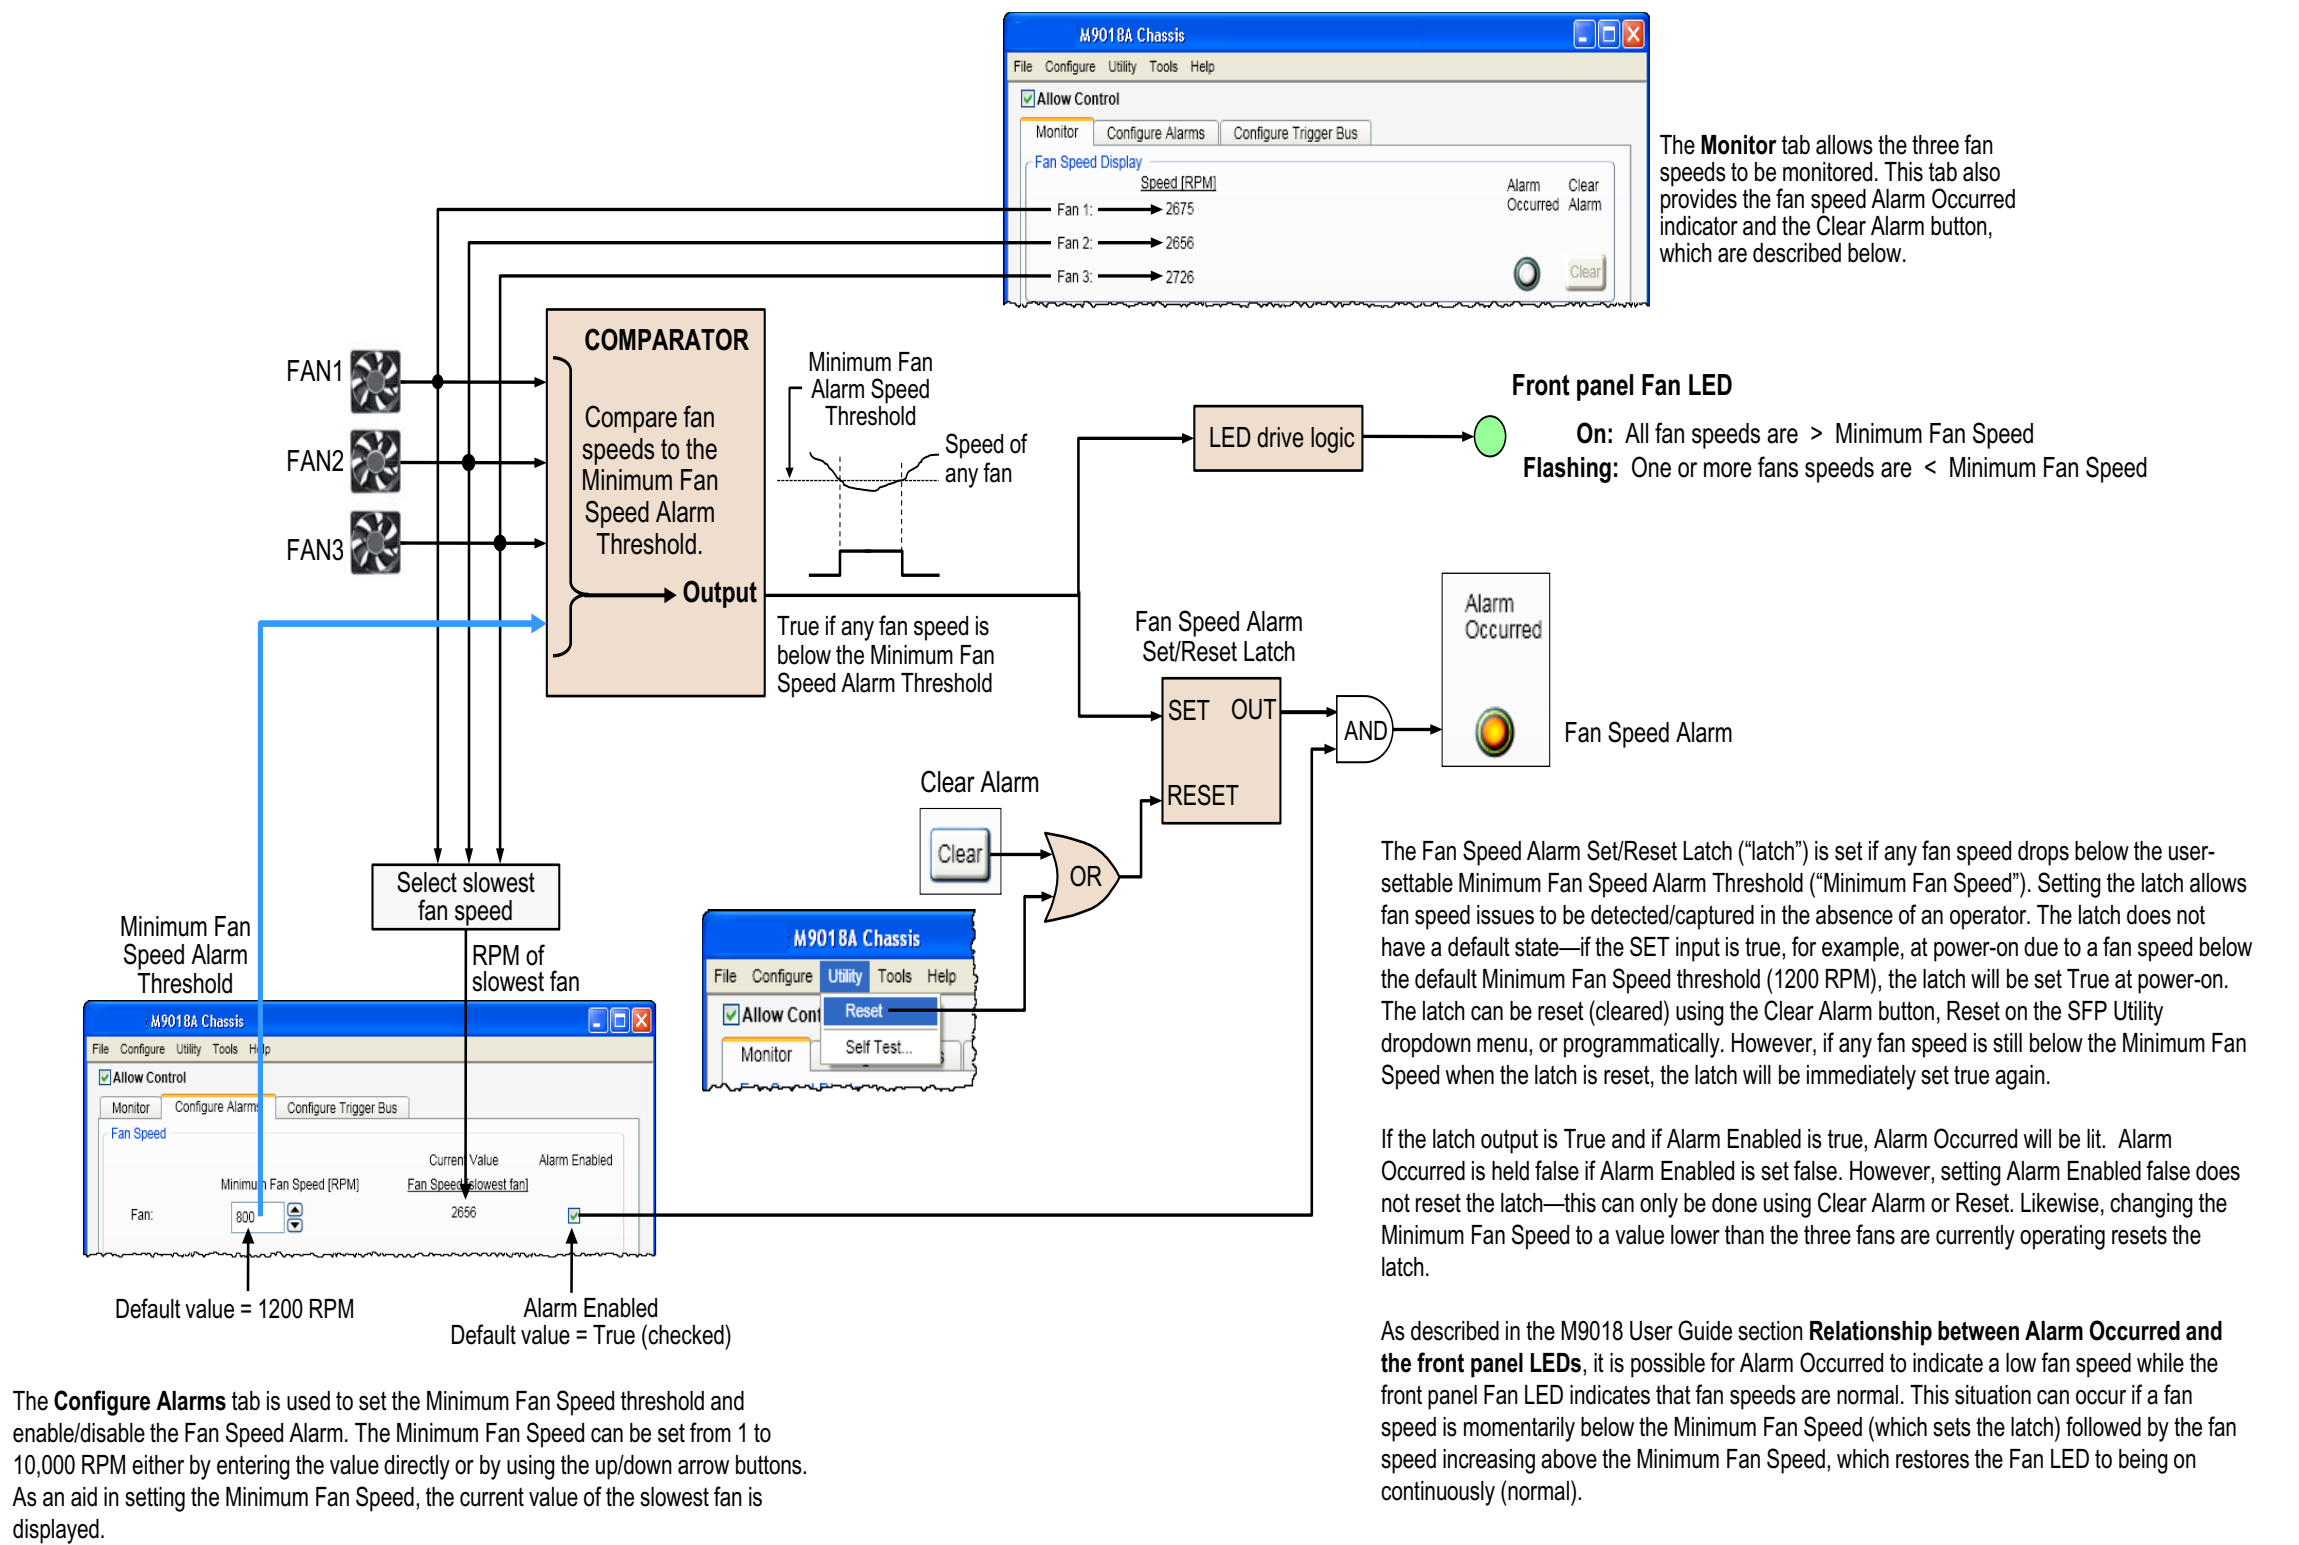 M9018A Chassis
File Configure Utility Tools Help
Allow Control
Monitor Configure Alarms Configure Trigger Bus
Fan Speed Display
Speed [RPM]
Alarm Occurred
Clear Alarm
Fan 1: 2675
Fan 2: 2656
Fan 3: 2726
Clear
The Monitor tab allows the three fan
speeds to be monitored. This tab also
provides the fan speed Alarm Occurred
indicator and the Clear Alarm button,
which are described below.
FAN1
FAN2
FAN3
COMPARATOR
Compare fan
speeds to the
Minimum Fan
Speed Alarm
Threshold.
Output
Minimum Fan
Alarm Speed
Threshold
Speed of
any fan
True if any fan speed is
below the Minimum Fan
Speed Alarm Threshold
LED drive logic
Front panel Fan LED
On: All fan speeds are > Minimum Fan Speed
Flashing: One or more fans speeds are < Minimum Fan Speed
Fan Speed Alarm
Set/Reset Latch
SET OUT
RESET
AND
Alarm
Occurred
Fan Speed Alarm
Clear Alarm
Clear
OR
M9018A Chassis
File Configure Utility Tools Help
Allow Cont
Reset
Monitor
Self Test...
Select slowest
fan speed
RPM of
slowest fan
Minimum Fan
Speed Alarm
Threshold
M9018A Chassis
File Configure Utility Tools Help
Allow Control
Monitor Configure Alarms Configure Trigger Bus
Fan Speed
Current Value Alarm Enabled
Minimum Fan Speed [RPM] Fan Speed [slowest fan]
Fan: 800 2656
Default value = 1200 RPM
Alarm Enabled
Default value = True (checked)
The Configure Alarms tab is used to set the Minimum Fan Speed threshold and
enable/disable the Fan Speed Alarm. The Minimum Fan Speed can be set from 1 to
10,000 RPM either by entering the value directly or by using the up/down arrow buttons.
As an aid in setting the Minimum Fan Speed, the current value of the slowest fan is
displayed.
The Fan Speed Alarm Set/Reset Latch (“latch”) is set if any fan speed drops below the user-
settable Minimum Fan Speed Alarm Threshold (“Minimum Fan Speed”). Setting the latch allows
fan speed issues to be detected/captured in the absence of an operator. The latch does not
have a default state—if the SET input is true, for example, at power-on due to a fan speed below
the default Minimum Fan Speed threshold (1200 RPM), the latch will be set True at power-on.
The latch can be reset (cleared) using the Clear Alarm button, Reset on the SFP Utility
dropdown menu, or programmatically. However, if any fan speed is still below the Minimum Fan
Speed when the latch is reset, the latch will be immediately set true again.
If the latch output is True and if Alarm Enabled is true, Alarm Occurred will be lit. Alarm
Occurred is held false if Alarm Enabled is set false. However, setting Alarm Enabled false does
not reset the latch—this can only be done using Clear Alarm or Reset. Likewise, changing the
Minimum Fan Speed to a value lower than the three fans are currently operating resets the
latch.
As described in the M9018 User Guide section Relationship between Alarm Occurred and
the front panel LEDs, it is possible for Alarm Occurred to indicate a low fan speed while the
front panel Fan LED indicates that fan speeds are normal. This situation can occur if a fan
speed is momentarily below the Minimum Fan Speed (which sets the latch) followed by the fan
speed increasing above the Minimum Fan Speed, which restores the Fan LED to being on
continuously (normal).